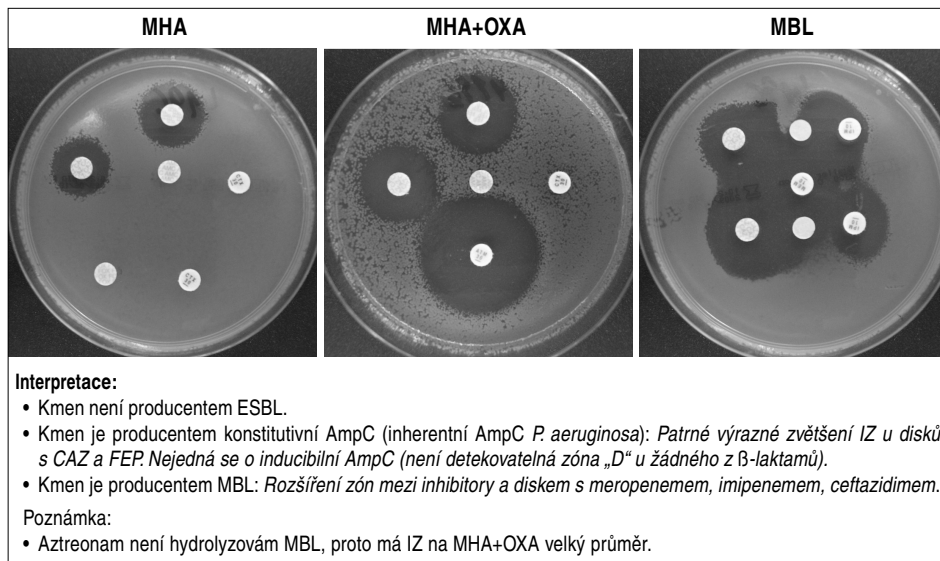 MHA MHA+OXA MBL
Interpretace:
• Kmen není producentem ESBL.
• Kmen je producentem konstitutivní AmpC (inherentní AmpC P. aeruginosa): Patrné výrazné zvětšení IZ u disků
s CAZ a FEP. Nejedná se o inducibilní AmpC (není detekovatelná zóna „D“ u žádného z ß-laktamů).
• Kmen je producentem MBL: Rozšíření zón mezi inhibitory a diskem s meropenemem, imipenemem, ceftazidimem.
Poznámka:
• Aztreonam není hydrolyzovám MBL, proto má IZ na MHA+OXA velký průměr.